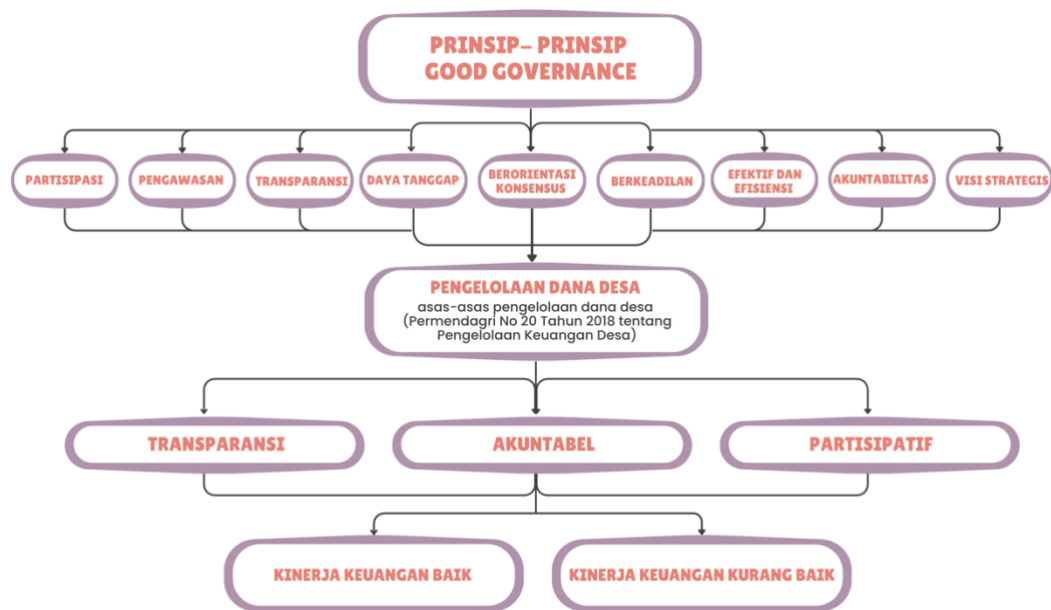 PRINSIP- PRINSIP
GOOD GOVERNANCE
PARTISIPASI
PENGAWASAN
TRANSPARANSI
DAYA TANGGAP
BERORIENTASI
KONSENSUS
BERKEADILAN
EFEKTIF DAN
EFISIENSI
AKUNTABILITAS
VISI STRATEGIS
PENGELOLAAN DANA DESA
asas-asas pengelolaan dana desa
(Permendagri No 20 Tahun 2018 tentang
Pengelolaan Keuangan Desa)
TRANSPARANSI
AKUNTABEL
PARTISIPATIF
KINERJA KEUANGAN BAIK
KINERJA KEUANGAN KURANG BAIK